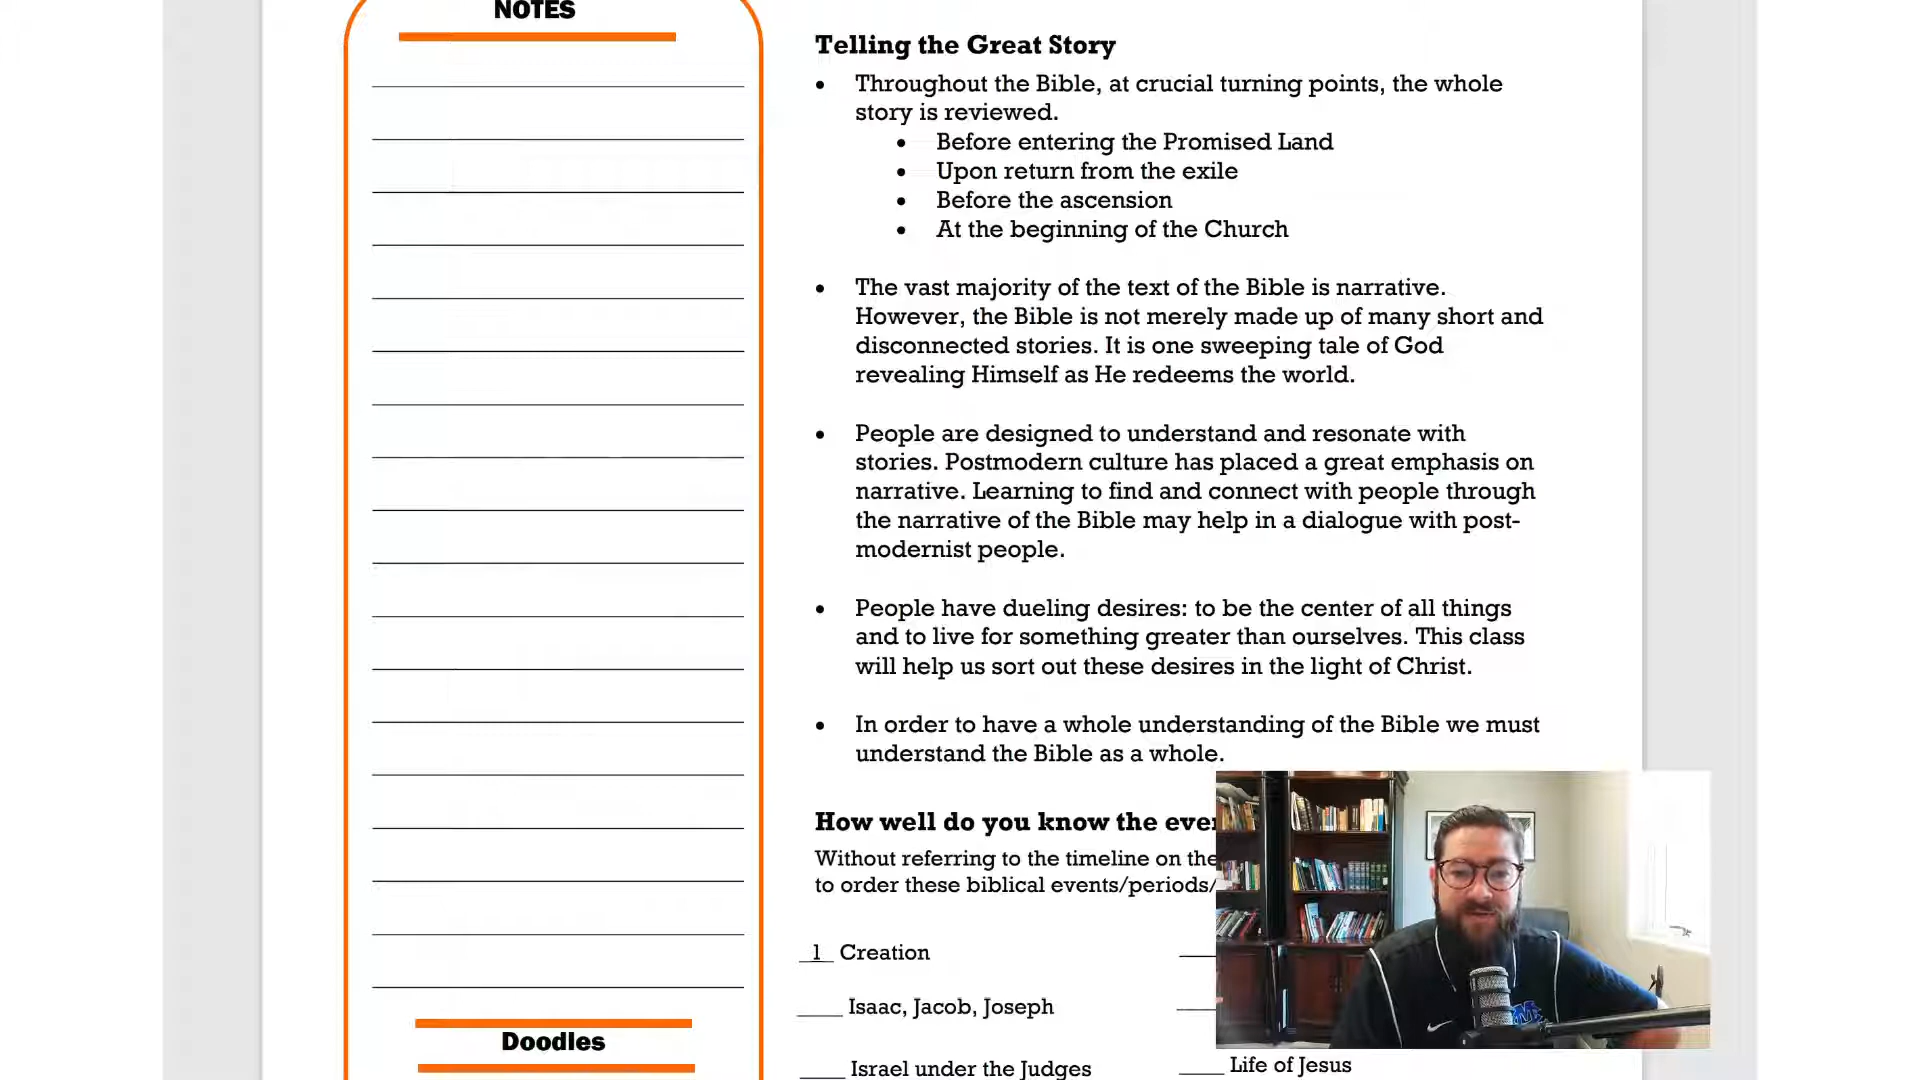 NOTES
Telling the Great Story
• Throughout the Bible, at crucial turning points, the whole
story is reviewed.
• Before entering the Promised Land
• Upon return from the exile
• Before the ascension
• At the beginning of the Church
• The vast majority of the text of the Bible is narrative.
However, the Bible is not merely made up of many short and
disconnected stories. It is one sweeping tale of God
revealing Himself as He redeems the world.
• People are designed to understand and resonate with
stories. Postmodern culture has placed a great emphasis on
narrative. Learning to find and connect with people through
the narrative of the Bible may help in a dialogue with post-
modernist people.
• People have dueling desires: to be the center of all things
and to live for something greater than ourselves. This class
will help us sort out these desires in the light of Christ.
• In order to have a whole understanding of the Bible we must
understand the Bible as a whole.
How well do you know the
Without referring to the timeline on the
to order these biblical events/periods/
1 Creation
____ Isaac, Jacob, Joseph
____ Israel under the Judges
____ Life of Jesus
Doodles